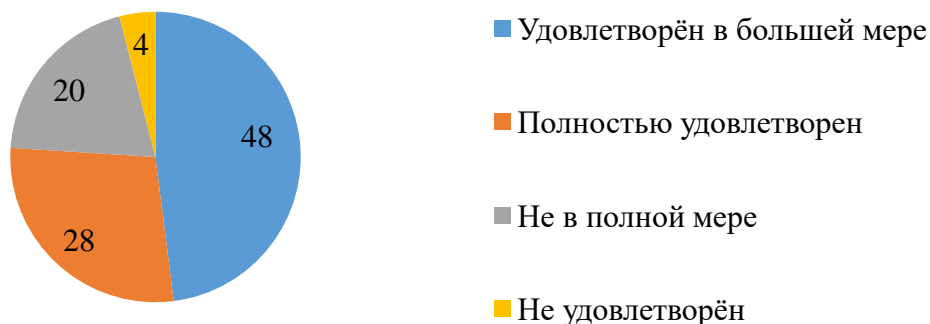 4
20
48
28
Удовлетворён в большей мере
Полностью удовлетворен
Не в полной мере
Не удовлетворён